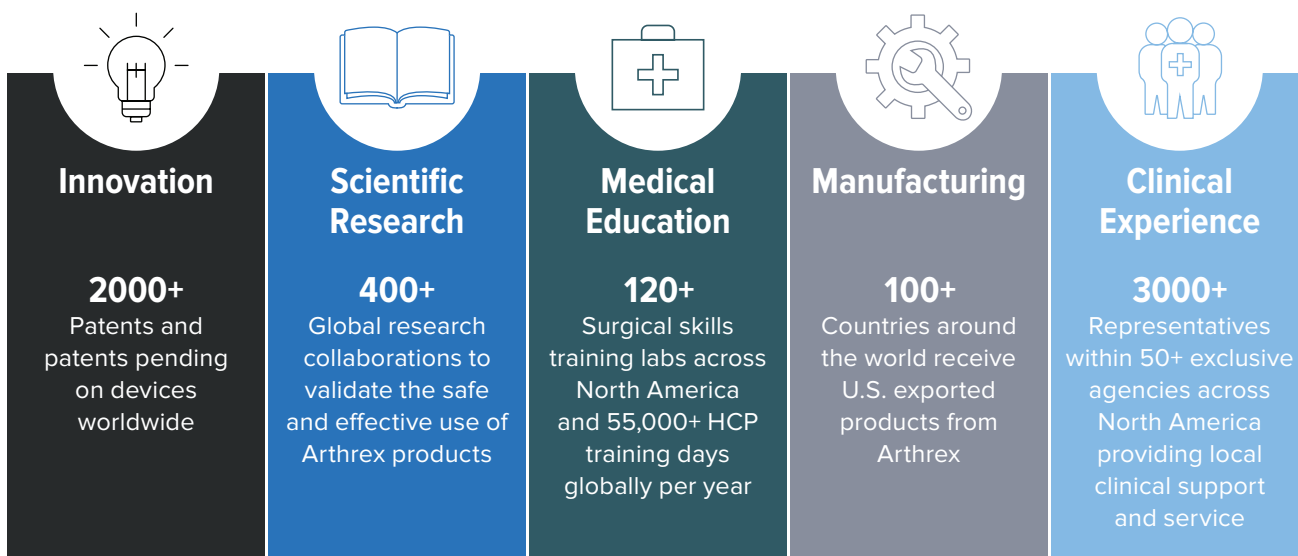 Innovation
2000+
Patents and
patents pending
on devices
worldwide
Scientific
Research
400+
Global research
collaborations to
validate the safe
and effective use of
Arthrex products
Medical
Education
120+
Surgical skills
training labs across
North America
and 55,000+ HCP
training days
globally per year
Manufacturing
100+
Countries around
the world receive
U.S. exported
products from
Arthrex
Clinical
Experience
3000+
Representatives
within 50+ exclusive
agencies across
North America
providing local
clinical support
and service